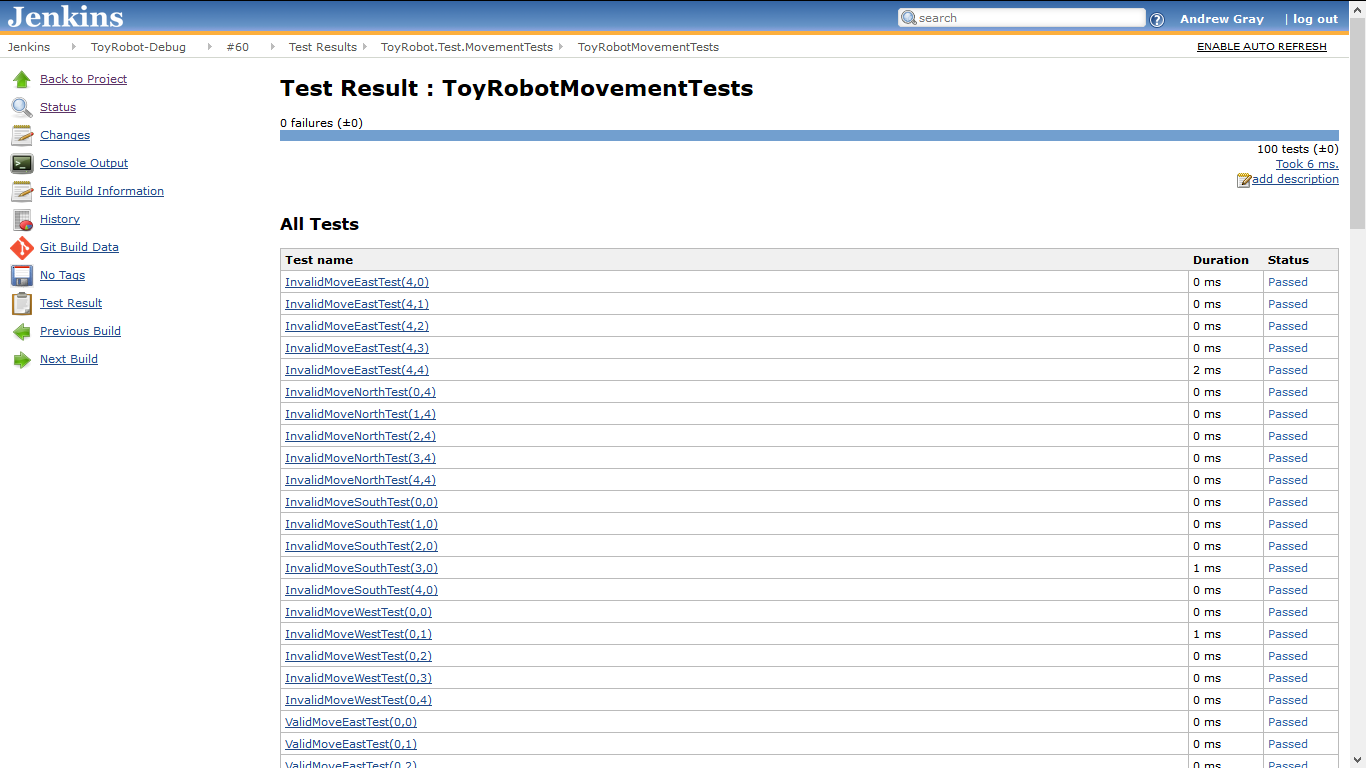 Jenkins
search
Andrew Gray | log out
Jenkins ToyRobot-Debug #60 Test Results ToyRobot.Test.MovementTests ToyRobotMovementTests
ENABLE AUTO REFRESH
Back to Project
Status
Changes
Console Output
Edit Build Information
History
Git Build Data
No Tags
Test Result
Previous Build
Next Build
Test Result : ToyRobotMovementTests
0 failures (±0)
100 tests (±0)
Took 6 ms.
add description
All Tests
Test name Duration Status
InvalidMoveEastTest(4,0) 0 ms Passed
InvalidMoveEastTest(4,1) 0 ms Passed
InvalidMoveEastTest(4,2) 0 ms Passed
InvalidMoveEastTest(4,3) 0 ms Passed
InvalidMoveEastTest(4,4) 2 ms Passed
InvalidMoveNorthTest(0,4) 0 ms Passed
InvalidMoveNorthTest(1,4) 0 ms Passed
InvalidMoveNorthTest(2,4) 0 ms Passed
InvalidMoveNorthTest(3,4) 0 ms Passed
InvalidMoveNorthTest(4,4) 0 ms Passed
InvalidMoveSouthTest(0,0) 0 ms Passed
InvalidMoveSouthTest(1,0) 0 ms Passed
InvalidMoveSouthTest(2,0) 0 ms Passed
InvalidMoveSouthTest(3,0) 1 ms Passed
InvalidMoveSouthTest(4,0) 0 ms Passed
InvalidMoveWestTest(0,0) 0 ms Passed
InvalidMoveWestTest(0,1) 1 ms Passed
InvalidMoveWestTest(0,2) 0 ms Passed
InvalidMoveWestTest(0,3) 0 ms Passed
InvalidMoveWestTest(0,4) 0 ms Passed
ValidMoveEastTest(0,0) 0 ms Passed
ValidMoveEastTest(0,1) 0 ms Passed
ValidMoveEastTest(0,2) 0 ms Passed